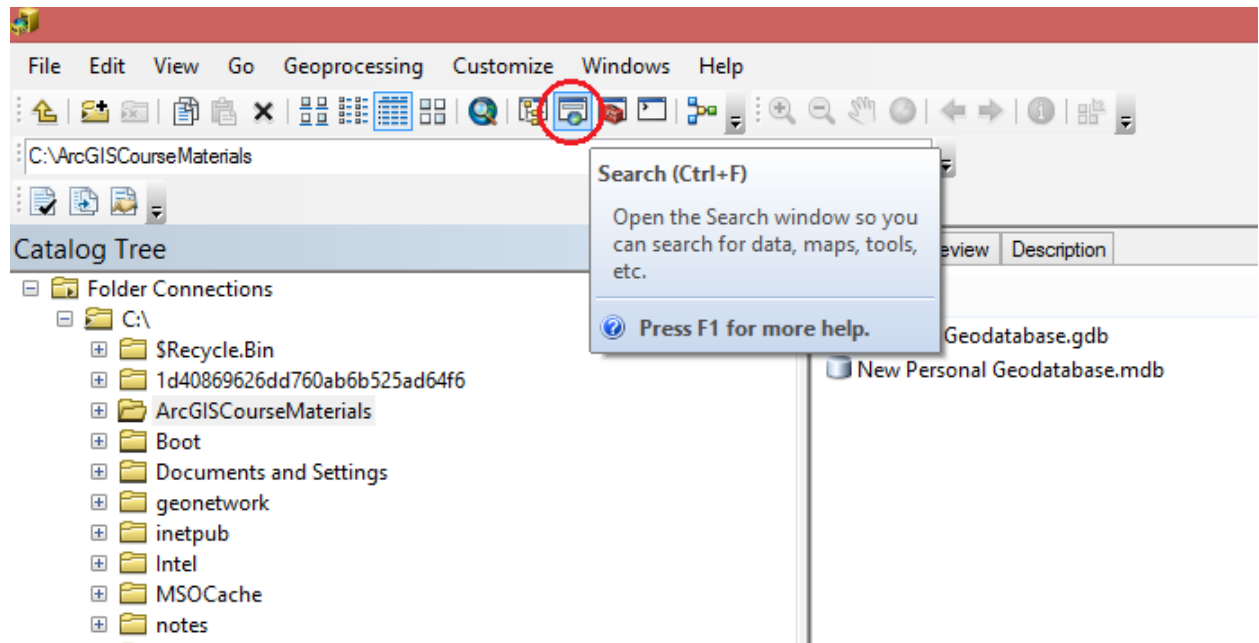 File Edit View Go Geoprocessing Customize Windows Help
C:\ArcGISCourseMaterials
Search (Ctrl+F)
Open the Search window so you
can search for data, maps, tools,
etc.
Press F1 for more help.
Catalog Tree
Description
Folder Connections
C:\
$Recycle.Bin
1d40869626dd760ab6b525ad64f6
ArcGISCourseMaterials
Boot
Documents and Settings
geonetwork
inetpub
Intel
MSOCache
notes
Geodatabase.gdb
New Personal Geodatabase.mdb